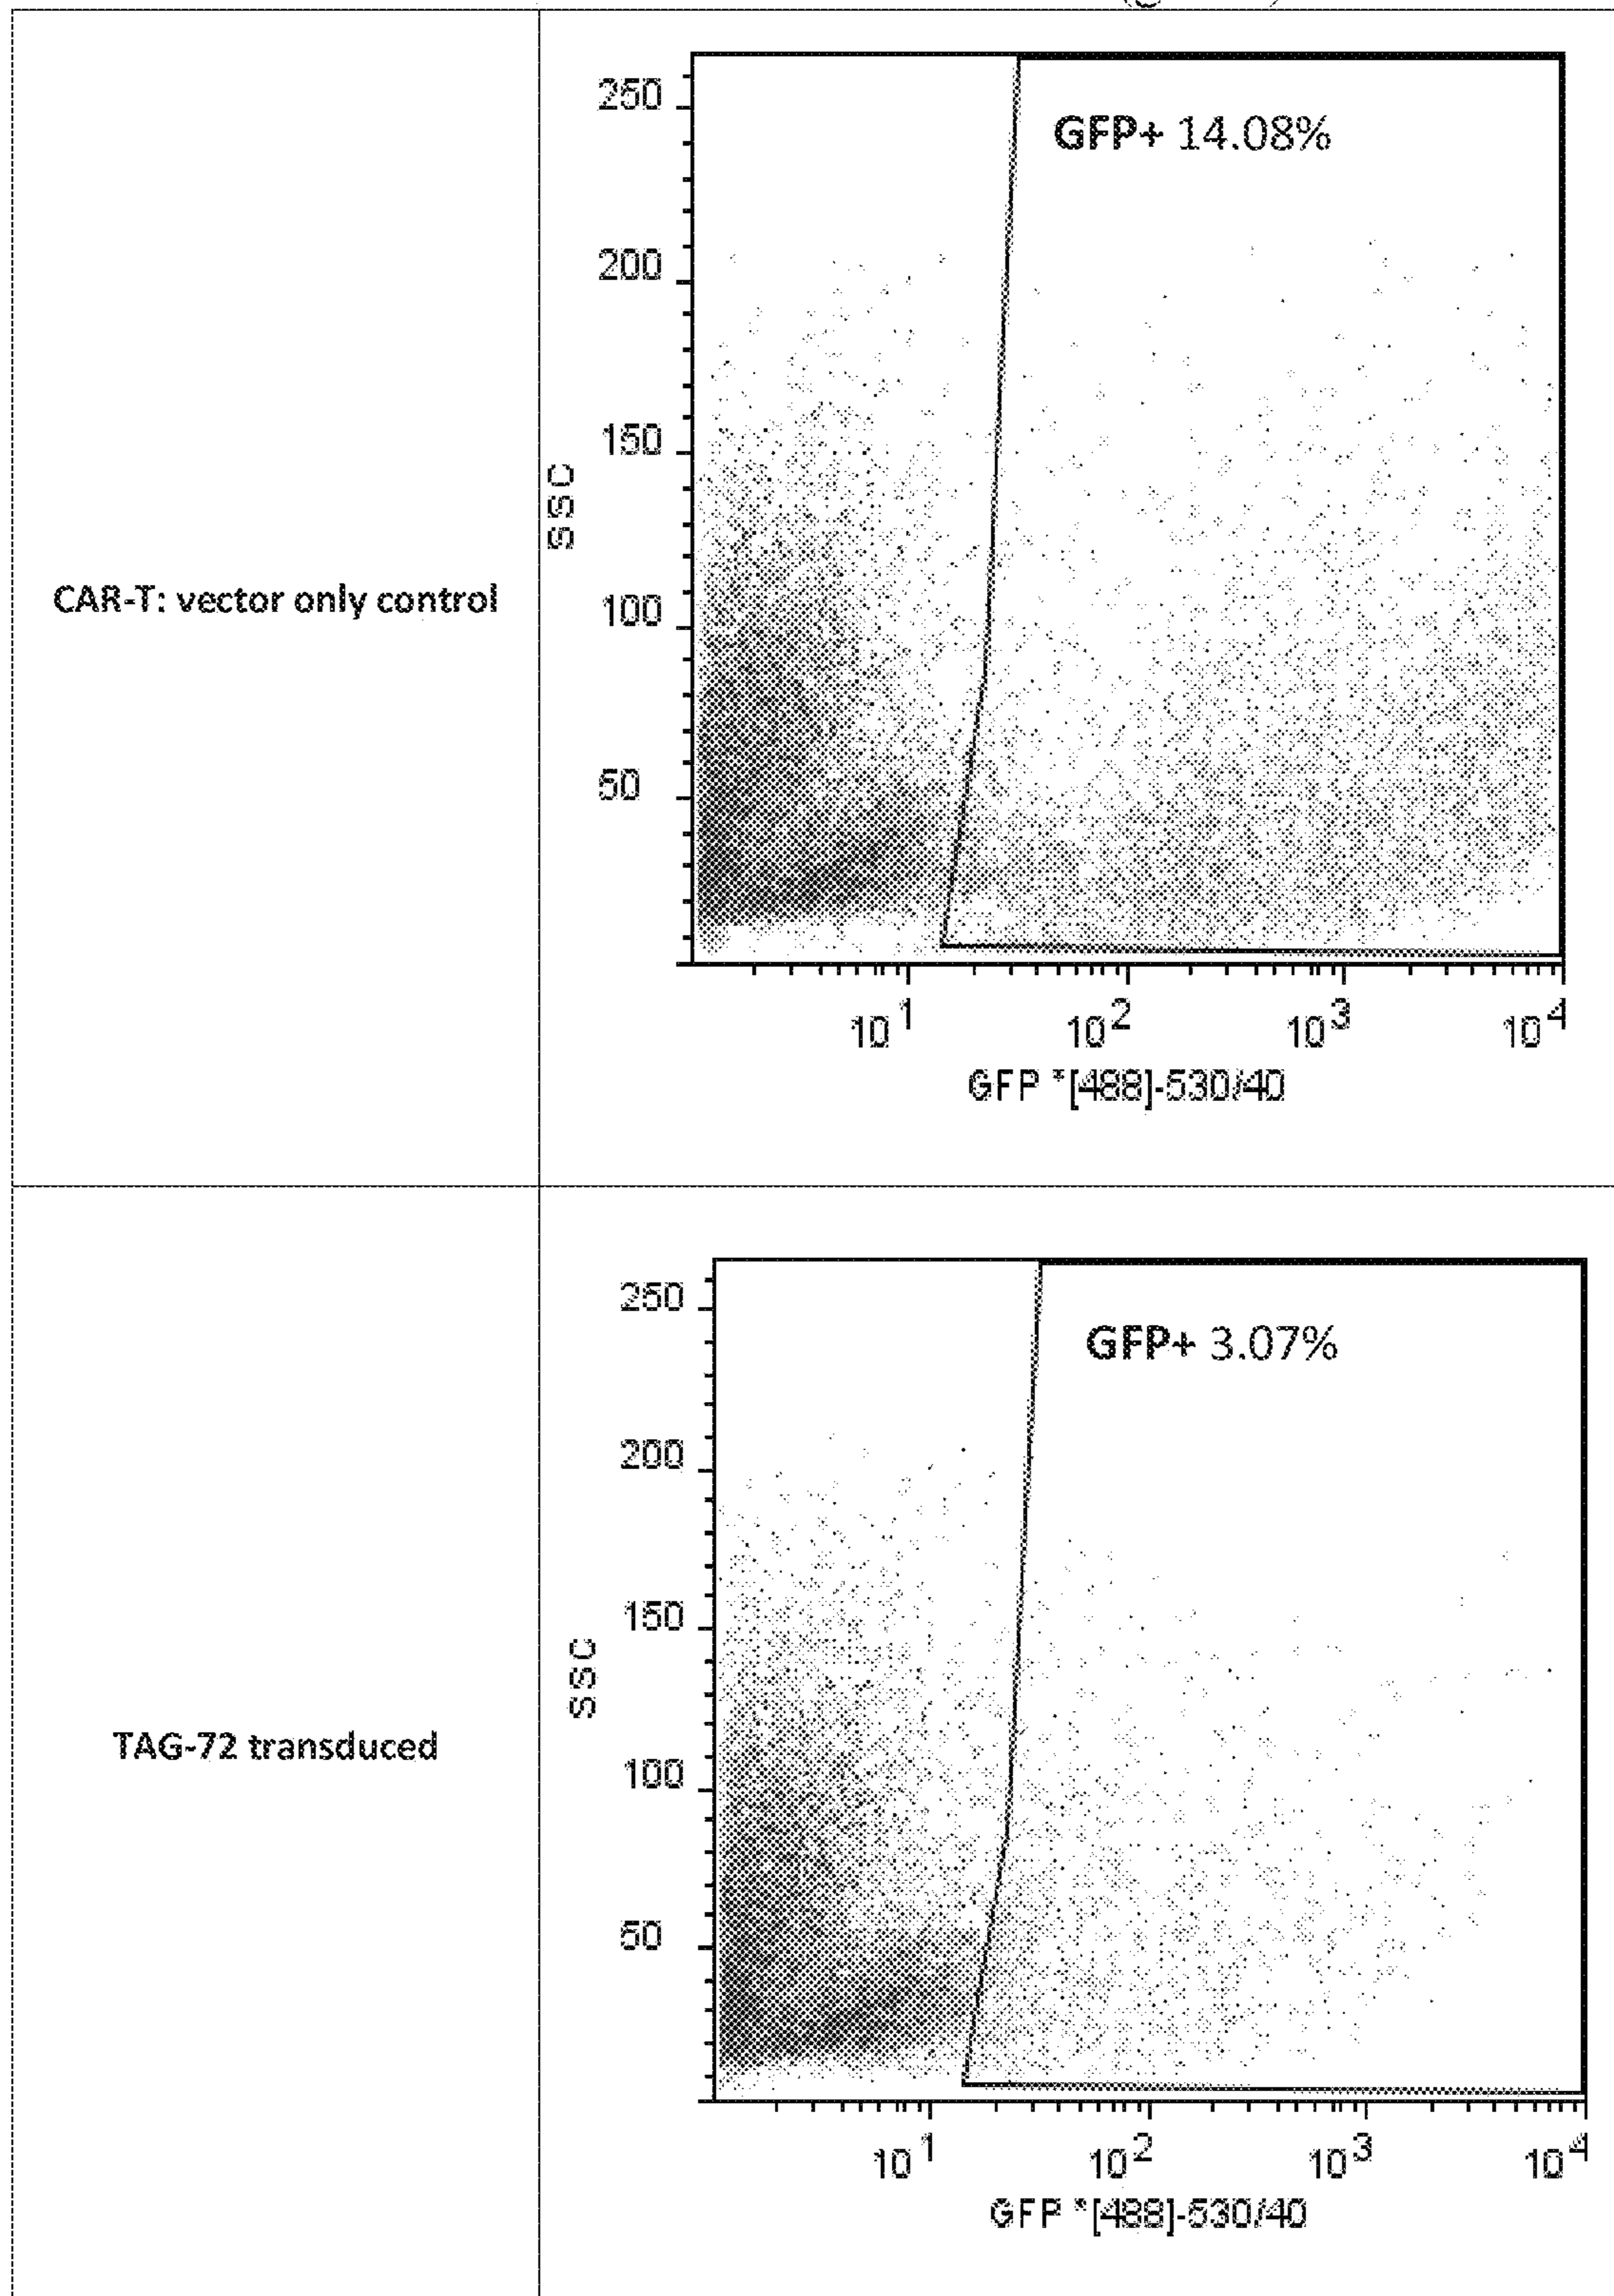 CAR-T: vector only control
GFP+ 14.08%
250
200
150
100
50
SSC
10^1 10^2 10^3 10^4
GFP *[488]-530/40
TAG-72 transduced
GFP+ 3.07%
250
200
150
100
50
SSC
10^1 10^2 10^3 10^4
GFP *[488]-530/40